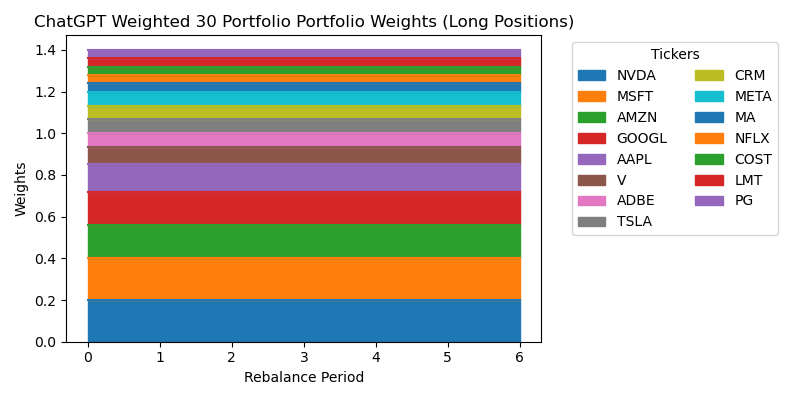 ChatGPT Weighted 30 Portfolio Portfolio Weights (Long Positions)
Weights
1.4
1.2
1.0
0.8
0.6
0.4
0.2
0.0
0 1 2 3 4 5 6
Rebalance Period
Tickers
NVDA CRM
MSFT META
AMZN MA
GOOGL NFLX
AAPL COST
V LMT
ADBE PG
TSLA